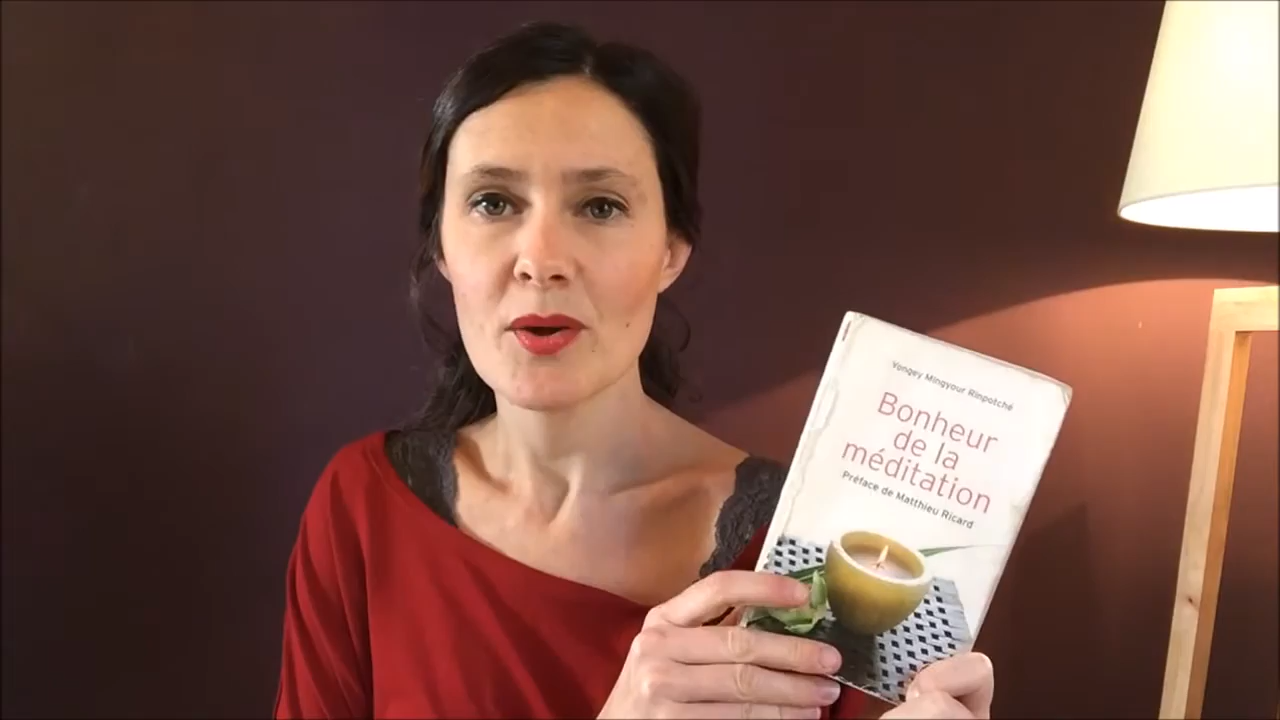 Yongey Mingyour Rinpotché
Bonheur
de la
méditation
Préface de Matthieu Ricard